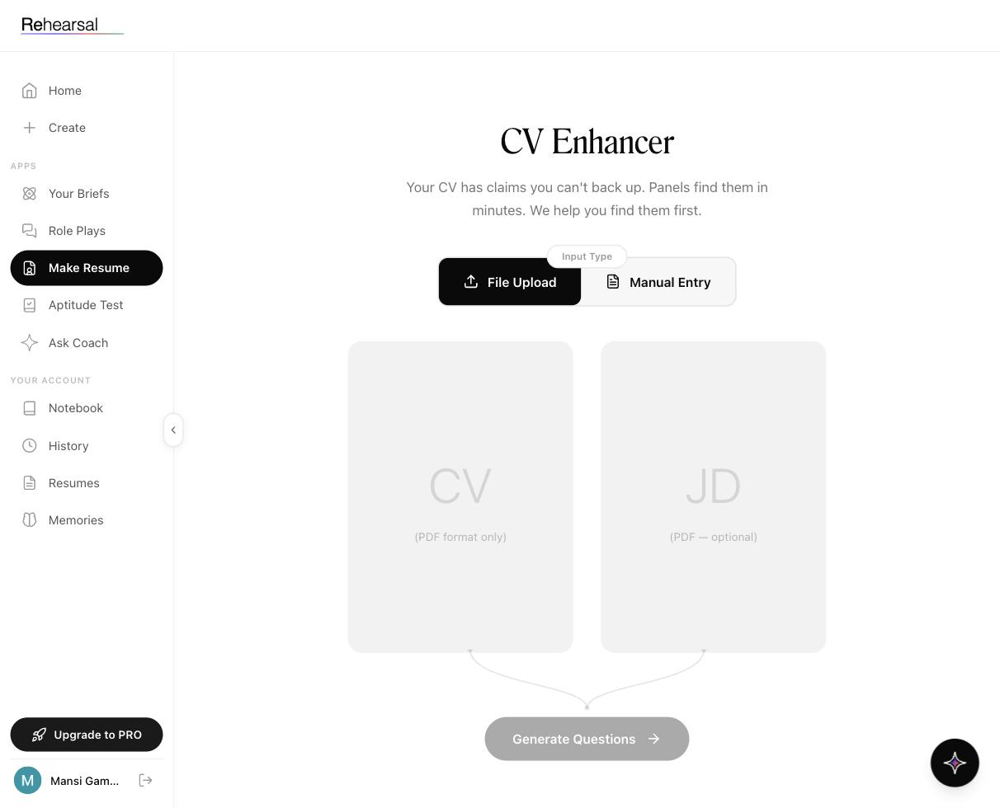 Rehearsal
Home
Create
APPS
Your Briefs
Role Plays
Make Resume
Aptitude Test
Ask Coach
YOUR ACCOUNT
Notebook
History
Resumes
Memories
Upgrade to PRO
M
Mansi Gam...
CV Enhancer
Your CV has claims you can't back up. Panels find them in
minutes. We help you find them first.
Input Type
File Upload
Manual Entry
CV
(PDF format only)
JD
(PDF — optional)
Generate Questions